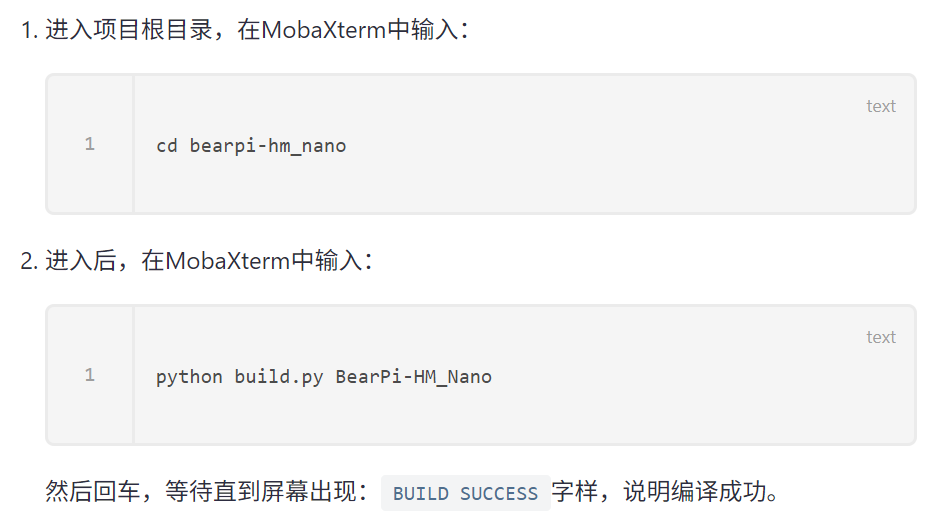 1. 进入项目根目录，在MobaXterm中输入：
text
1 cd bearpi-hm_nano
2. 进入后，在MobaXterm中输入：
text
1 python build.py BearPi-HM_Nano
然后回车，等待直到屏幕出现：BUILD SUCCESS字样，说明编译成功。